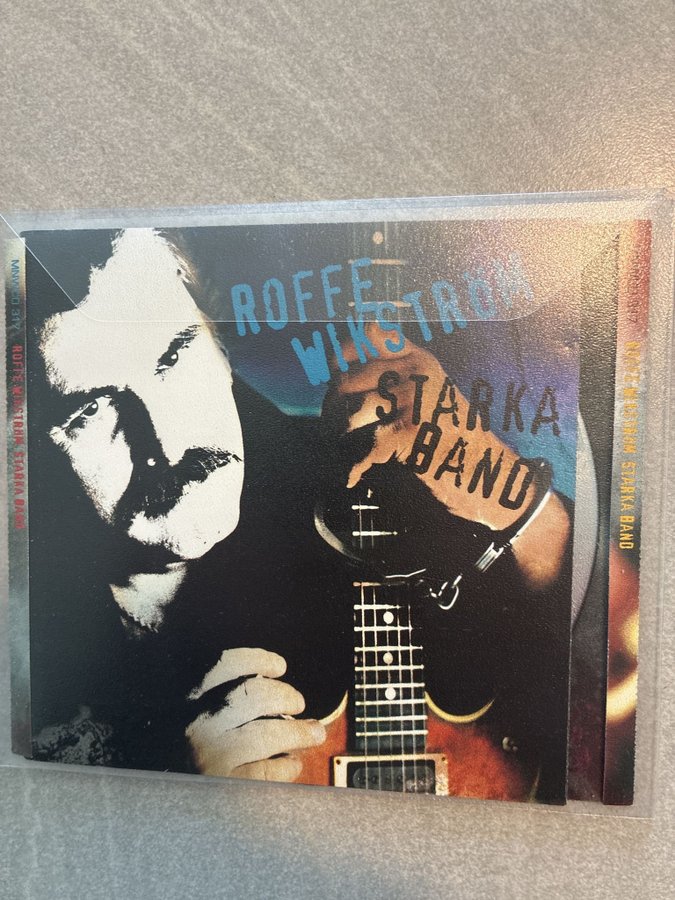 ROFFE
WIKSTRÖM
STARKA
BAND
ROFFE WIKSTRÖM STARKA BAND
ROFFE WIKSTRÖM STARKA BAND